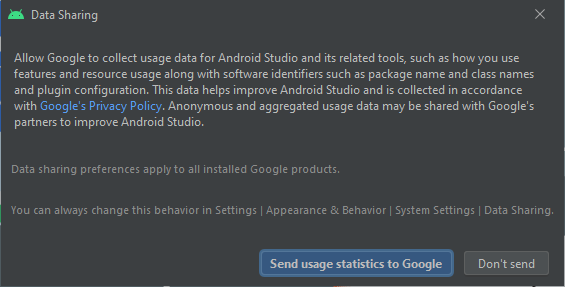 Data Sharing
Allow Google to collect usage data for Android Studio and its related tools, such as how you use
features and resource usage along with software identifiers such as package name and class names
and plugin configuration. This data helps improve Android Studio and is collected in accordance
with Google's Privacy Policy. Anonymous and aggregated usage data may be shared with Google's
partners to improve Android Studio.
Data sharing preferences apply to all installed Google products.
You can always change this behavior in Settings | Appearance & Behavior | System Settings | Data Sharing.
Send usage statistics to Google
Don't send